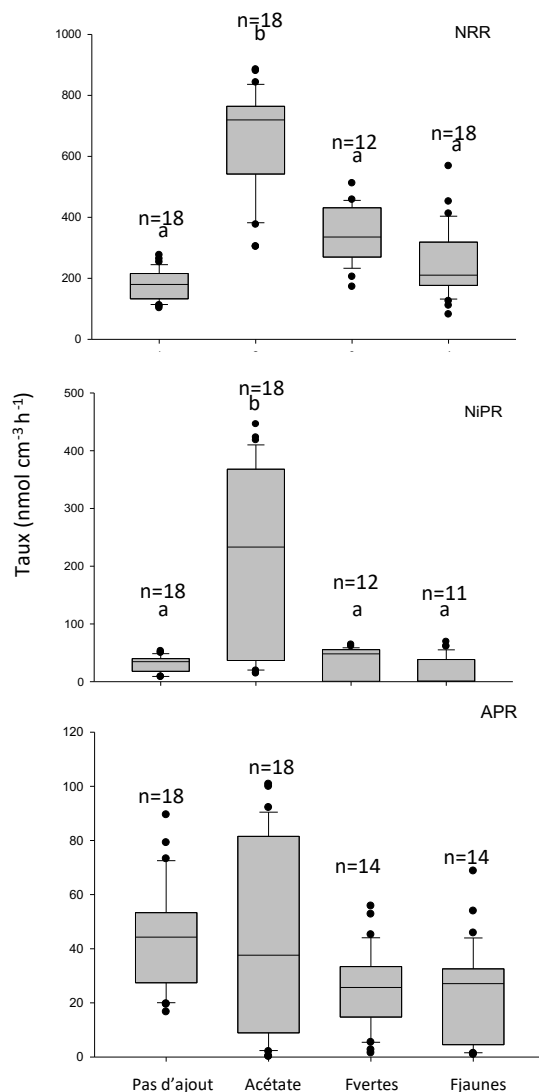 n=18
NRR
b
n=12
n=18
a
a
n=18
a
1000
800
600
400
200
0
n=18
NiPR
b
n=18
a
n=12
a
n=11
a
500
400
300
200
100
0
Taux (nmol cm⁻³ h⁻¹)
APR
n=18
n=18
n=14
n=14
120
100
80
60
40
20
0
Pas d'ajout Acétate Fvertes Fjaunes